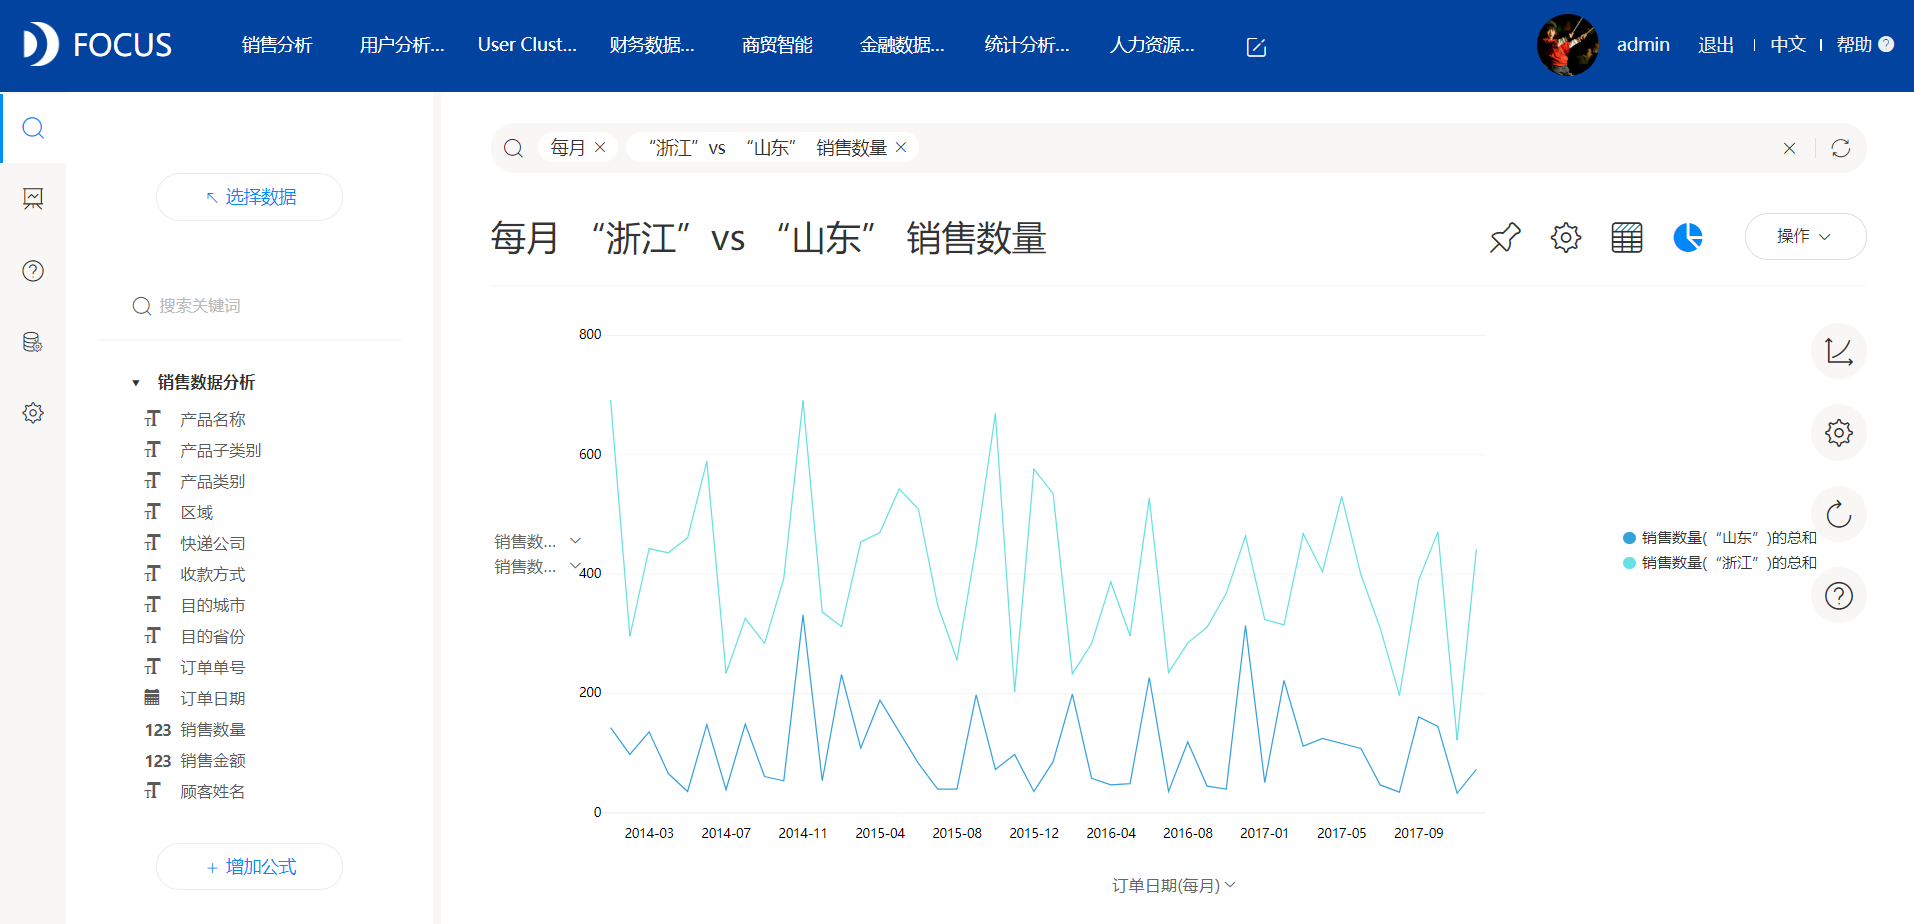 FOCUS
销售分析
用户分析...
User Clust...
财务数据...
商贸智能
金融数据...
统计分析...
人力资源...
admin
退出
中文
帮助
每月
“浙江”vs “山东” 销售数量
选择数据
搜索关键词
销售数据分析
产品名称
产品子类别
产品类别
区域
快递公司
收款方式
目的城市
目的省份
订单单号
订单日期
123 销售数量
123 销售金额
顾客姓名
+ 增加公式
每月 “浙江”vs “山东” 销售数量
操作
800
600
400
200
0
销售数...
销售数...
2014-03 2014-07 2014-11 2015-04 2015-08 2015-12 2016-04 2016-08 2017-01 2017-05 2017-09
订单日期(每月)
销售数量(“山东”)的总和
销售数量(“浙江”)的总和